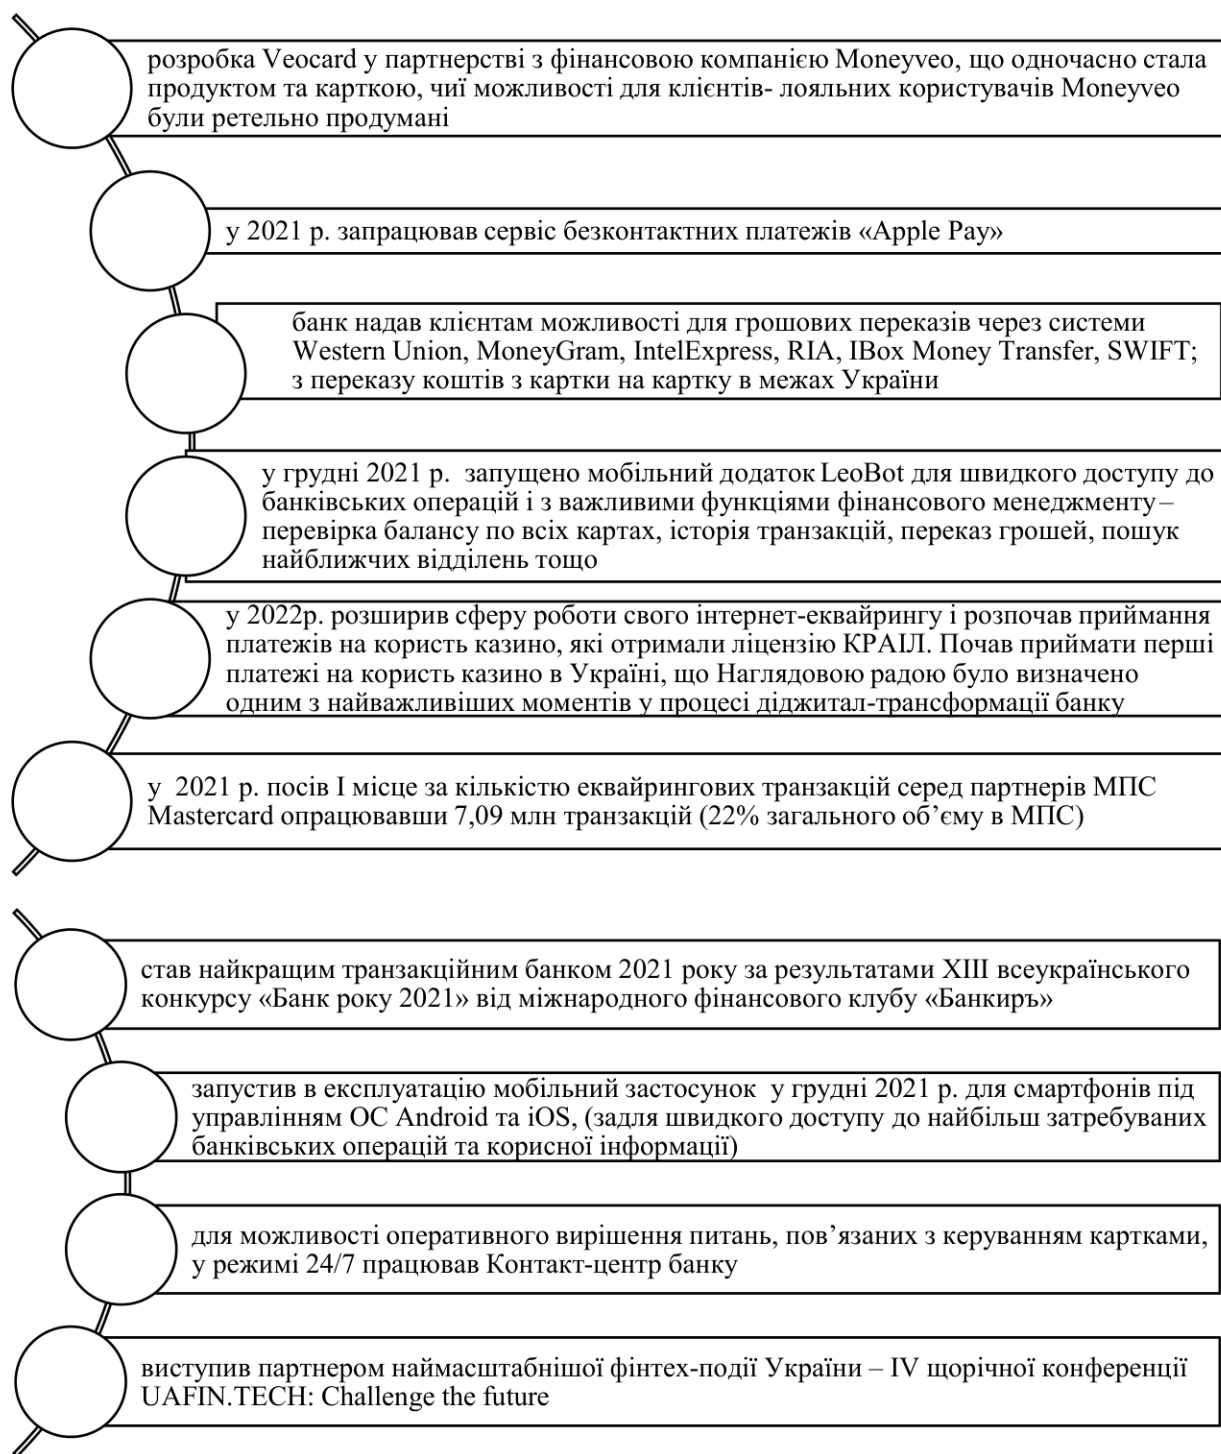 розробка Veocard у партнерстві з фінансовою компанією Moneyveo, що одночасно стала
продуктом та карткою, чиї можливості для клієнтів- лояльних користувачів Moneyveo
були ретельно продумані
у 2021 р. запрацював сервіс безконтактних платежів «Apple Pay»
банк надав клієнтам можливості для грошових переказів через системи
Western Union, MoneyGram, IntelExpress, RIA, IBox Money Transfer, SWIFT;
з переказу коштів з картки на картку в межах України
у грудні 2021 р. запущено мобільний додаток LeoBot для швидкого доступу до
банківських операцій і з важливими функціями фінансового менеджменту –
перевірка балансу по всіх картах, історія транзакцій, переказ грошей, пошук
найближчих відділень тощо
у 2022р. розширив сферу роботи свого інтернет-еквайрингу і розпочав приймання
платежів на користь казино, які отримали ліцензію КРАІЛ. Почав приймати перші
платежі на користь казино в Україні, що Наглядовою радою було визначено
одним з найважливіших моментів у процесі діджитал-трансформації банку
у 2021 р. посів І місце за кількістю еквайрингових транзакцій серед партнерів МПС
Mastercard опрацювавши 7,09 млн транзакцій (22% загального об’єму в МПС)
став найкращим транзакційним банком 2021 року за результатами XIII всеукраїнського
конкурсу «Банк року 2021» від міжнародного фінансового клубу «Банкиръ»
запустив в експлуатацію мобільний застосунок у грудні 2021 р. для смартфонів під
управлінням ОС Android та iOS, (задля швидкого доступу до найбільш затребуваних
банківських операцій та корисної інформації)
для можливості оперативного вирішення питань, пов’язаних з керуванням картками,
у режимі 24/7 працював Контакт-центр банку
виступив партнером наймасштабнішої фінтех-події України – IV щорічної конференції
UAFIN.TECH: Challenge the future